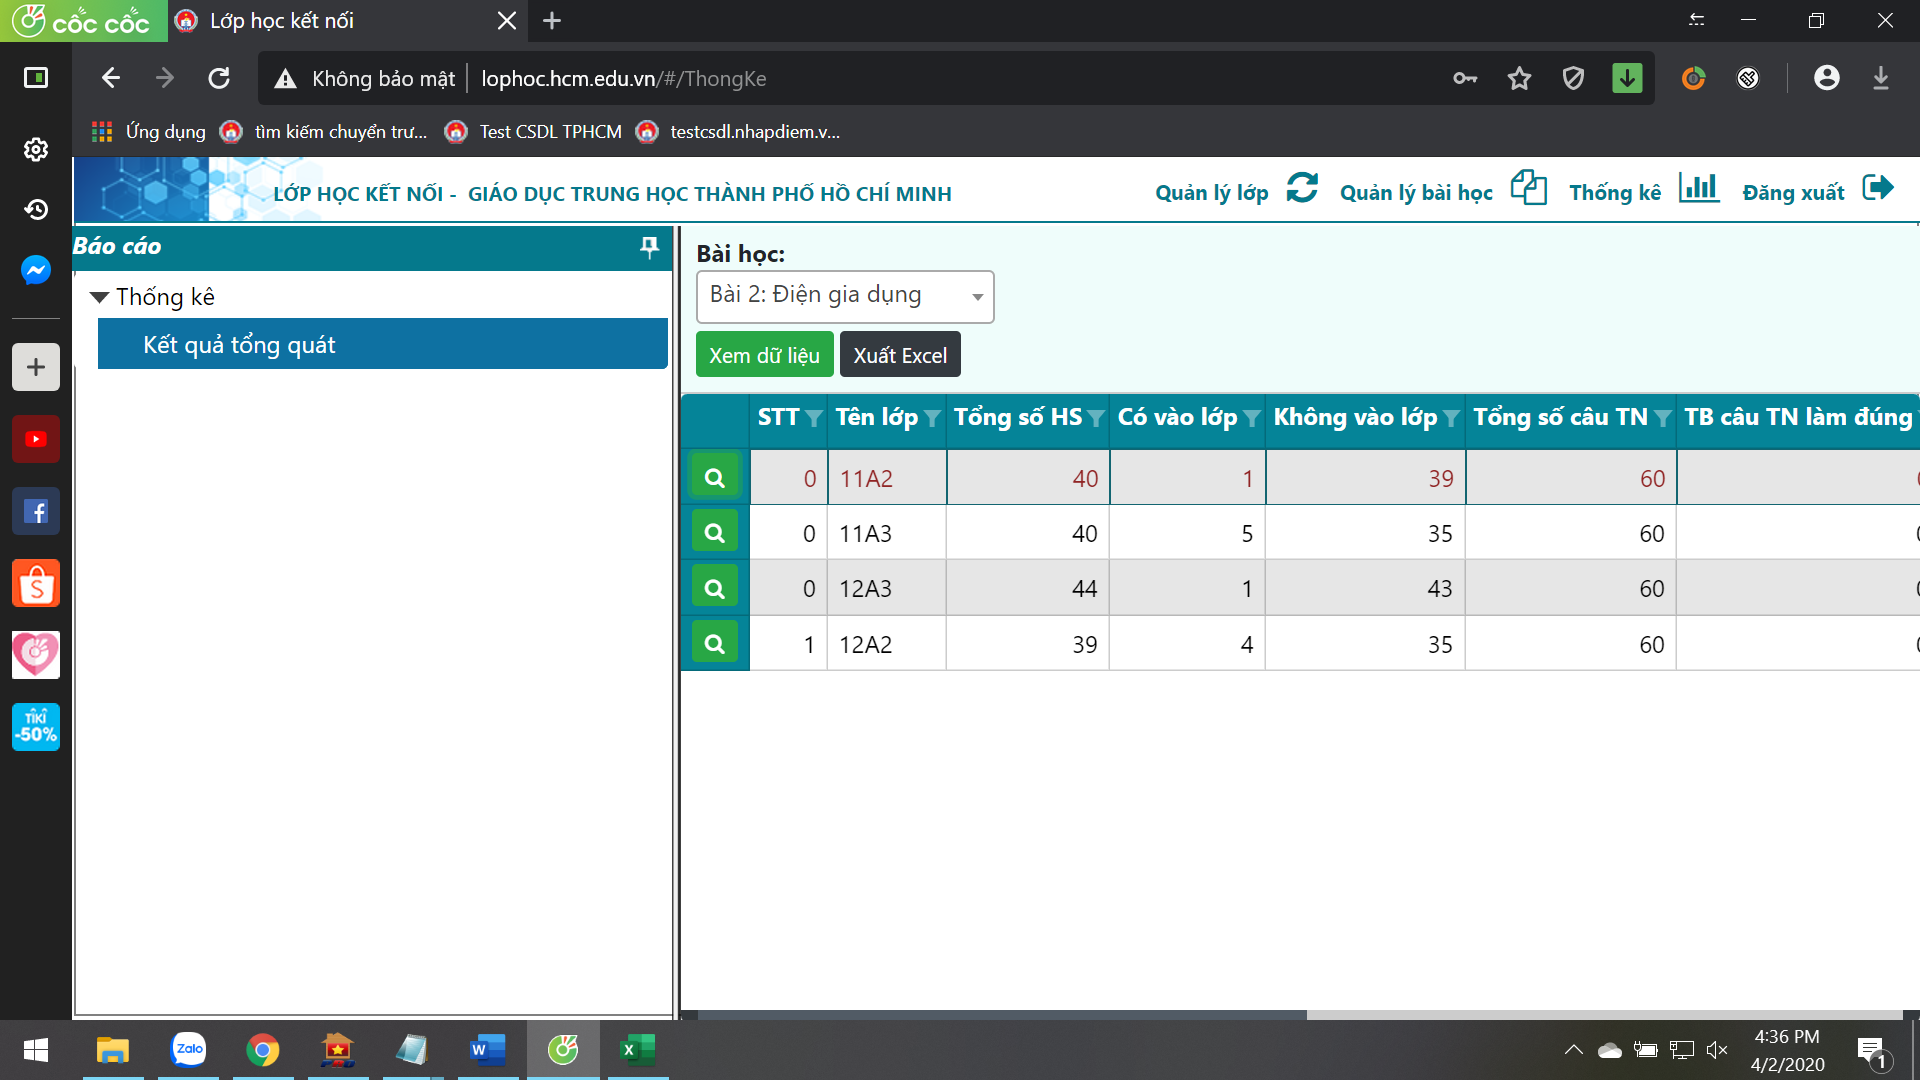 cốc cốc
Lớp học kết nối
Không bảo mật
lophoc.hcm.edu.vn/#/ThongKe
Ứng dụng
tìm kiếm chuyển trư...
Test CSDL TPHCM
testcsdl.nhapdiem.v...
LỚP HỌC KẾT NỐI - GIÁO DỤC TRUNG HỌC THÀNH PHỐ HỒ CHÍ MINH
Quản lý lớp
Quản lý bài học
Thống kê
Đăng xuất
Báo cáo
Thống kê
Kết quả tổng quát
Bài học:
Bài 2: Điện gia dụng
Xem dữ liệu
Xuất Excel
STT Tên lớp Tổng số HS Có vào lớp Không vào lớp Tổng số câu TN TB câu TN làm đúng
0 11A2 40 1 39 60
0 11A3 40 5 35 60
0 12A3 44 1 43 60
1 12A2 39 4 35 60
TIKI
-50%
Zalo
4:36 PM
4/2/2020
1